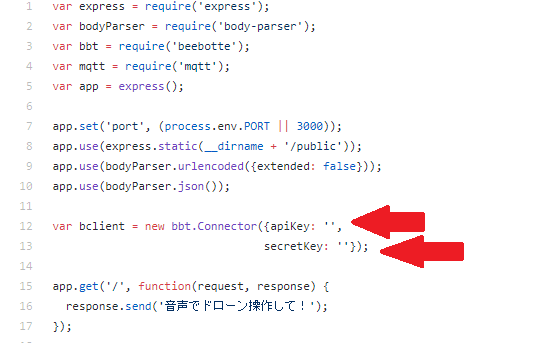 1 var express = require('express');
2 var bodyParser = require('body-parser');
3 var bbt = require('beebotte');
4 var mqtt = require('mqtt');
5 var app = express();
6
7 app.set('port', (process.env.PORT || 3000));
8 app.use(express.static(__dirname + '/public'));
9 app.use(bodyParser.urlencoded({extended: false}));
10 app.use(bodyParser.json());
11
12 var bclient = new bbt.Connector({apiKey: '',
13 secretKey: ''});
14
15 app.get('/', function(request, response) {
16 response.send('音声でドローン操作して！');
17 });